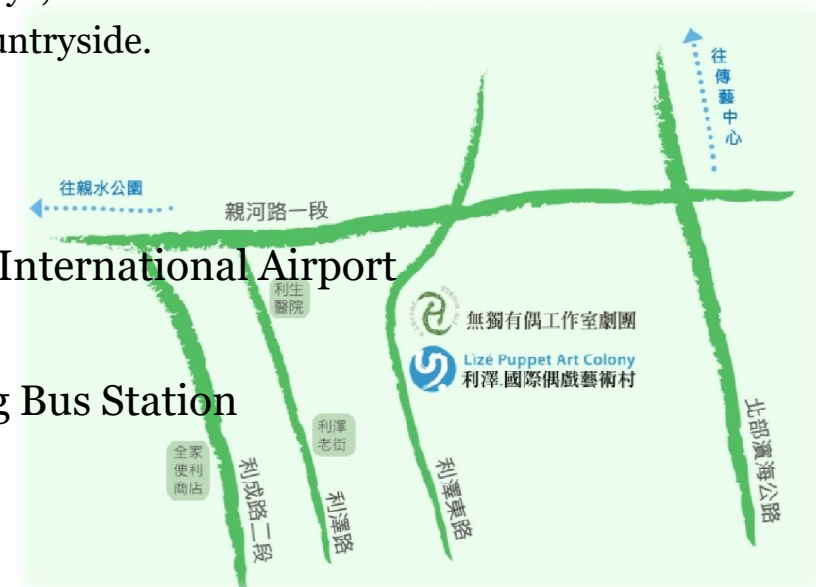 untryside.
往傳藝中心
往親水公園
親河路一段
International Airport
利生
醫院
無獨有偶工作室劇團
Lìzé Puppet Art Colony
利澤.國際偶戲藝術村
g Bus Station
利澤
老街
全家
便利
商店
利成路二段
利澤路
利澤東路
北部濱海公路